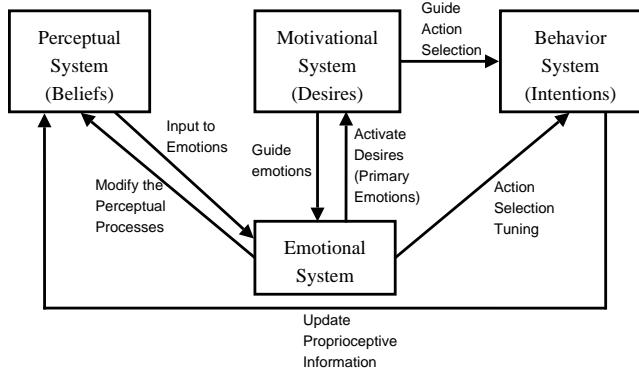 Perceptual
System
(Beliefs)
Motivational
System
(Desires)
Guide
Action
Selection
Behavior
System
(Intentions)
Input to
Emotions
Modify the
Perceptual
Processes
Guide
emotions
Activate
Desires
(Primary
Emotions)
Action
Selection
Tuning
Emotional
System
Update
Proprioceptive
Information